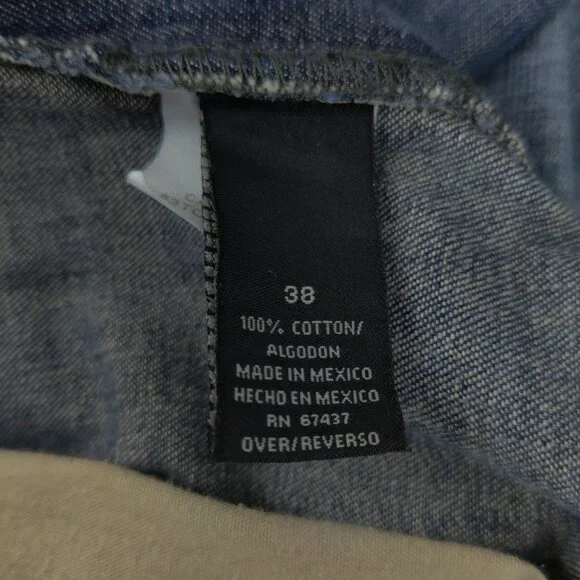 38
100% COTTON/
ALGODON
MADE IN MEXICO
HECHO EN MEXICO
RN 67437
OVER/REVERSO